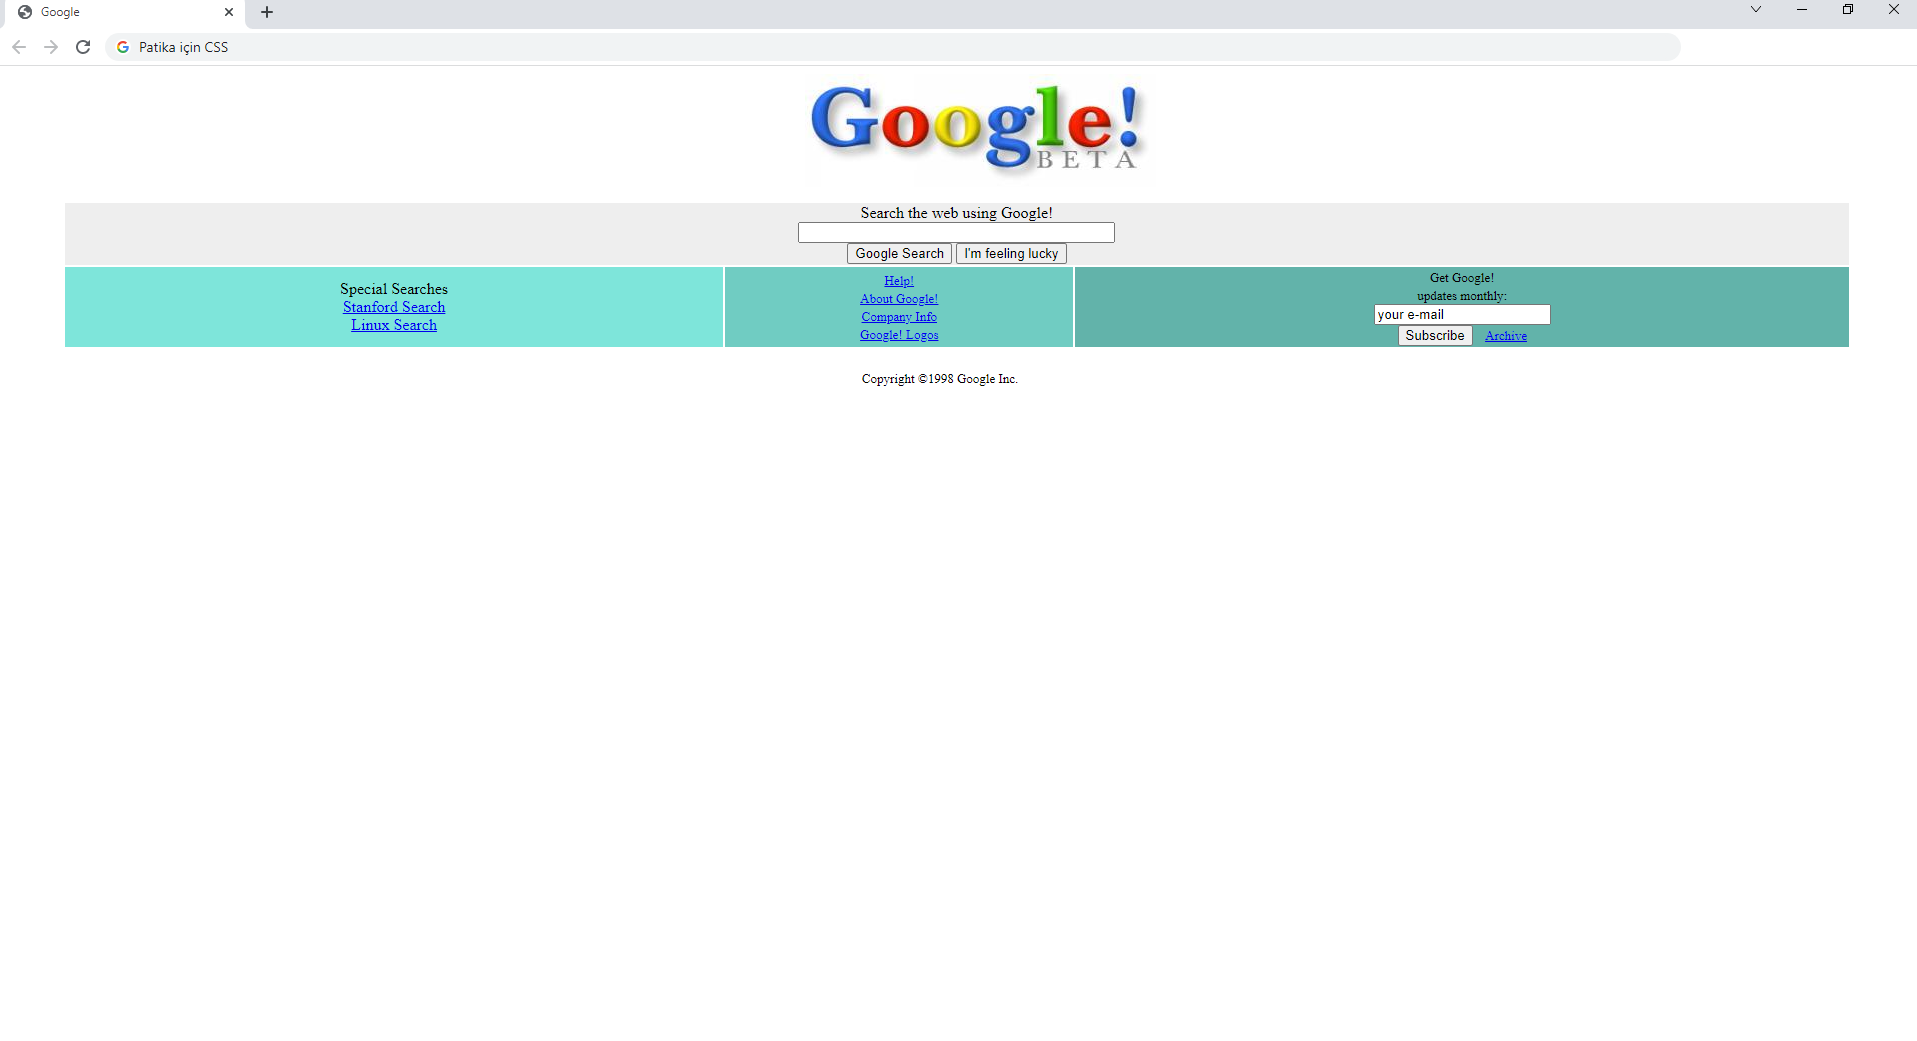 Google
Patika için CSS
Google!
BETA
Search the web using Google!
Google Search I'm feeling lucky
Special Searches
Stanford Search
Linux Search
Help!
About Google!
Company Info
Google! Logos
Get Google!
updates monthly:
your e-mail
Subscribe Archive
Copyright ©1998 Google Inc.